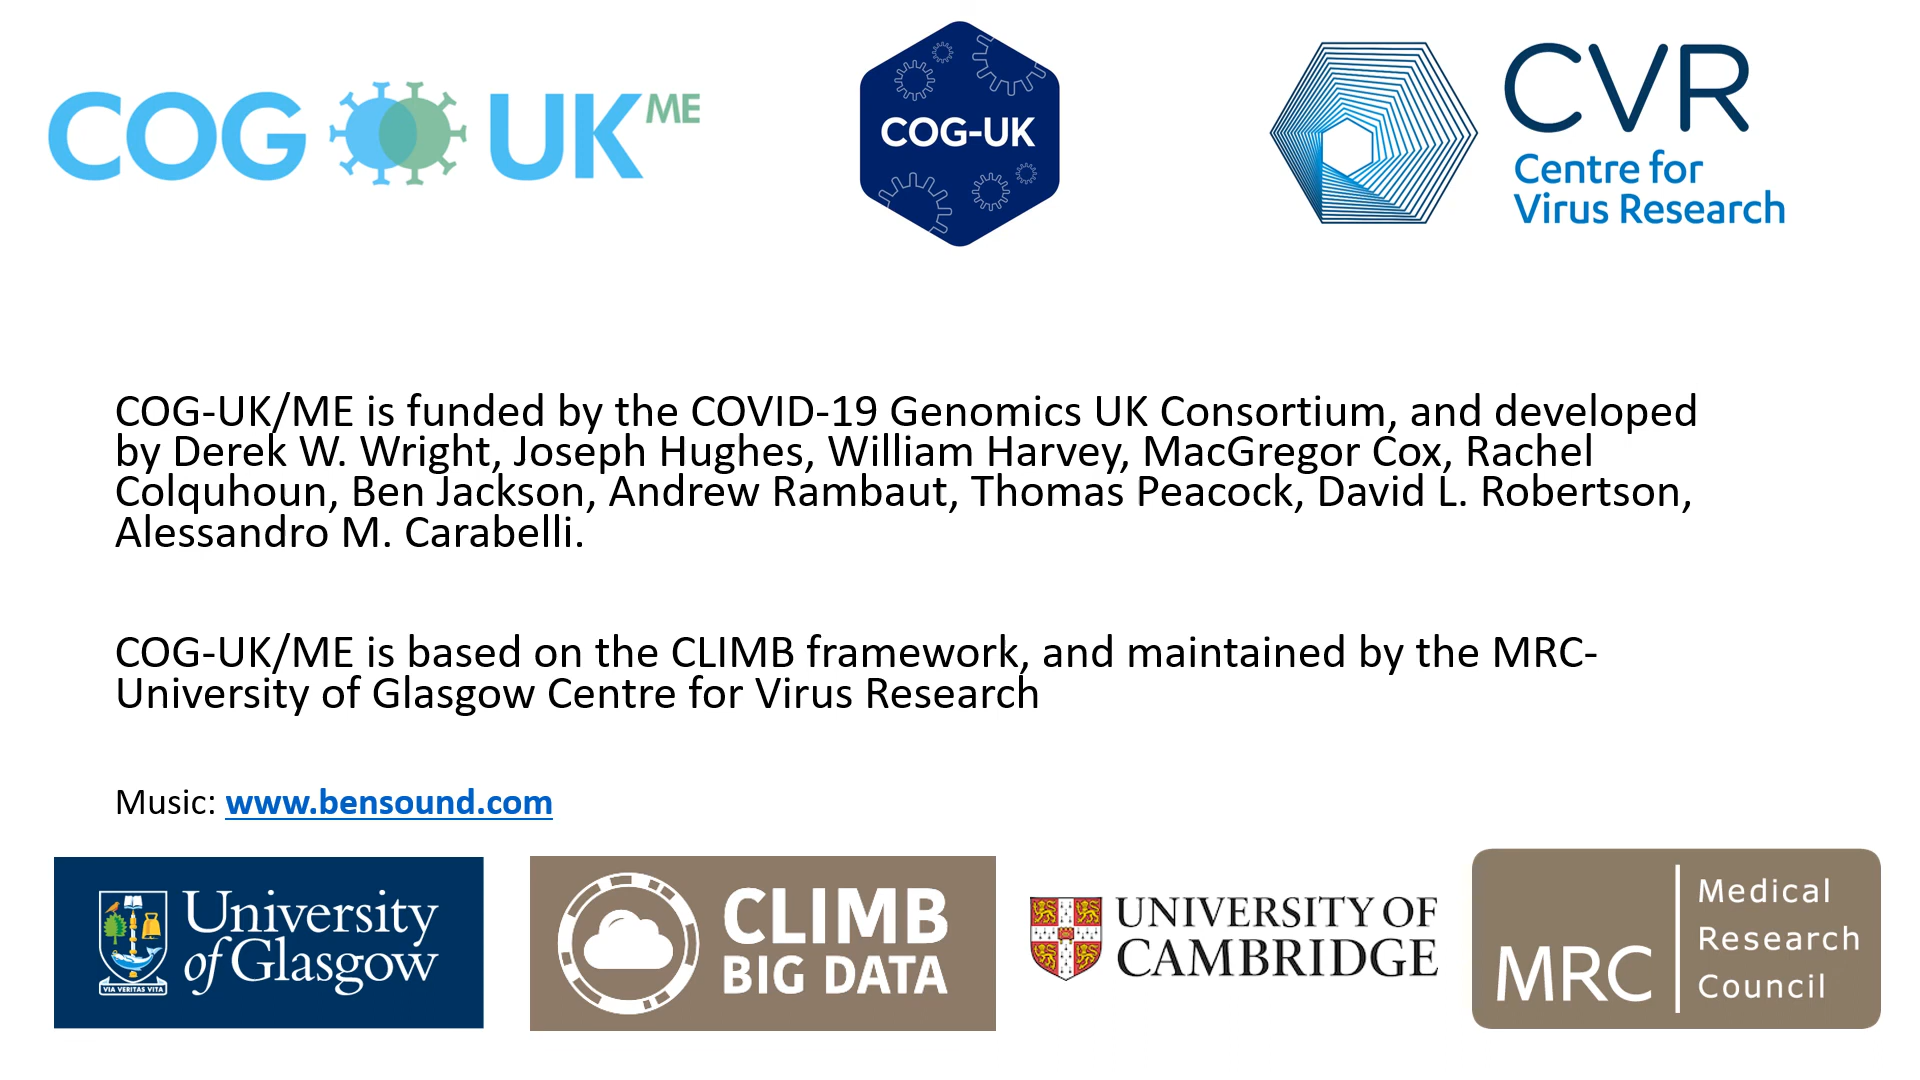 COG UK ME
COG-UK
CVR
Centre for
Virus Research
COG-UK/ME is funded by the COVID-19 Genomics UK Consortium, and developed
by Derek W. Wright, Joseph Hughes, William Harvey, MacGregor Cox, Rachel
Colquhoun, Ben Jackson, Andrew Rambaut, Thomas Peacock, David L. Robertson,
Alessandro M. Carabelli.
COG-UK/ME is based on the CLIMB framework, and maintained by the MRC-
University of Glasgow Centre for Virus Research
Music: www.bensound.com
University
of Glasgow
VIA VERITAS VITA
CLIMB
BIG DATA
UNIVERSITY OF
CAMBRIDGE
MRC
Medical
Research
Council